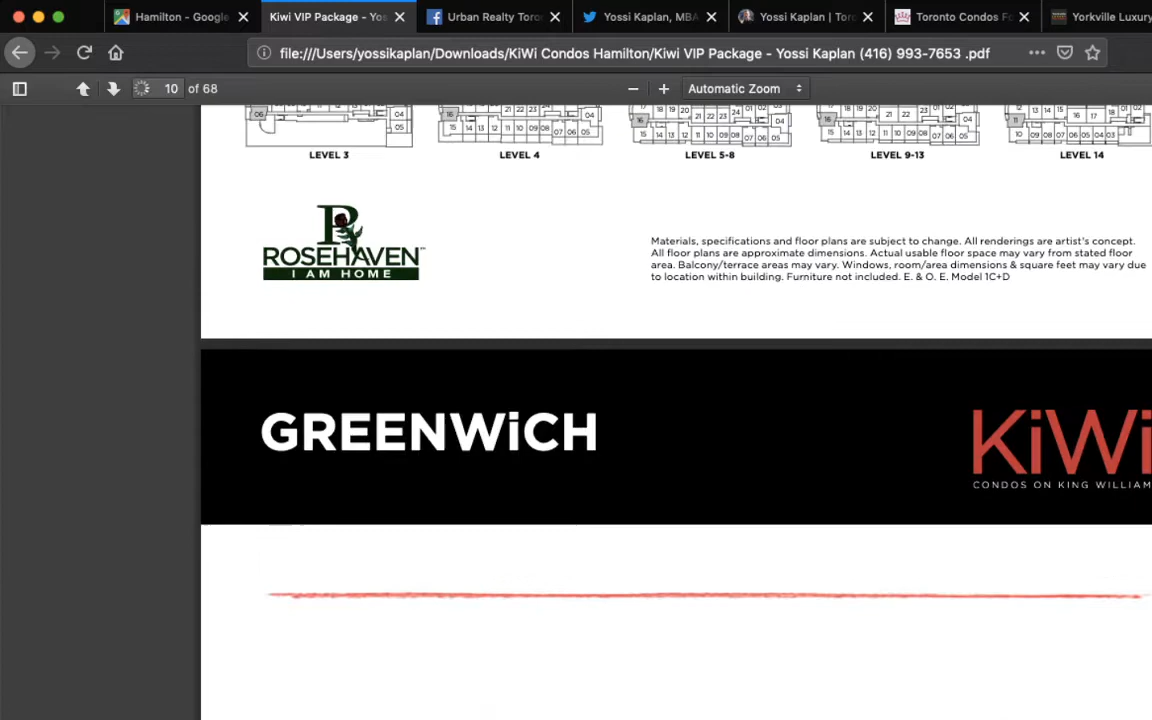 Hamilton - Google
Kiwi VIP Package - Yos
Urban Realty Toron
Yossi Kaplan, MBA
Yossi Kaplan | Toro
Toronto Condos Fo
Yorkville Luxury
file:///Users/yossikaplan/Downloads/KiWi Condos Hamilton/Kiwi VIP Package - Yossi Kaplan (416) 993-7653 .pdf
10 of 68
Automatic Zoom
LEVEL 3
LEVEL 4
LEVEL 5-8
LEVEL 9-13
LEVEL 14
ROSEHAVEN™
I AM HOME
Materials, specifications and floor plans are subject to change. All renderings are artist's concept.
All floor plans are approximate dimensions. Actual usable floor space may vary from stated floor
area. Balcony/terrace areas may vary. Windows, room/area dimensions & square feet may vary due
to location within building. Furniture not included. E. & O. E. Model 1C+D
GREENWiCH
KiWi
CONDOS ON KING WILLIAM